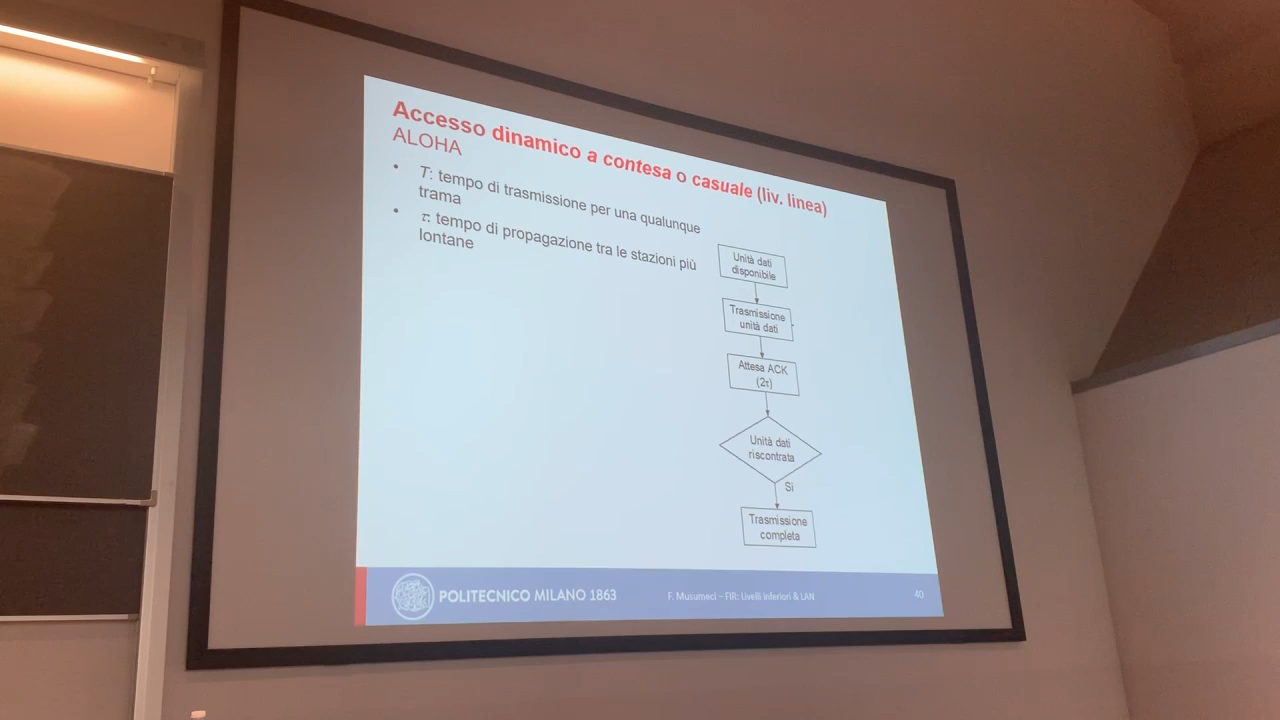 Accesso dinamico a contesa o casuale (liv. linea)
ALOHA
• T: tempo di trasmissione per una qualunque
trama
• τ: tempo di propagazione tra le stazioni più
lontane
Unità dati
disponibile
Trasmissione
unità dati
Attesa ACK
(2τ)
Unità dati
riscontrata
Sì
Trasmissione
completa
POLITECNICO MILANO 1863
F. Musumeci – FIR: Livelli inferiori & LAN
40